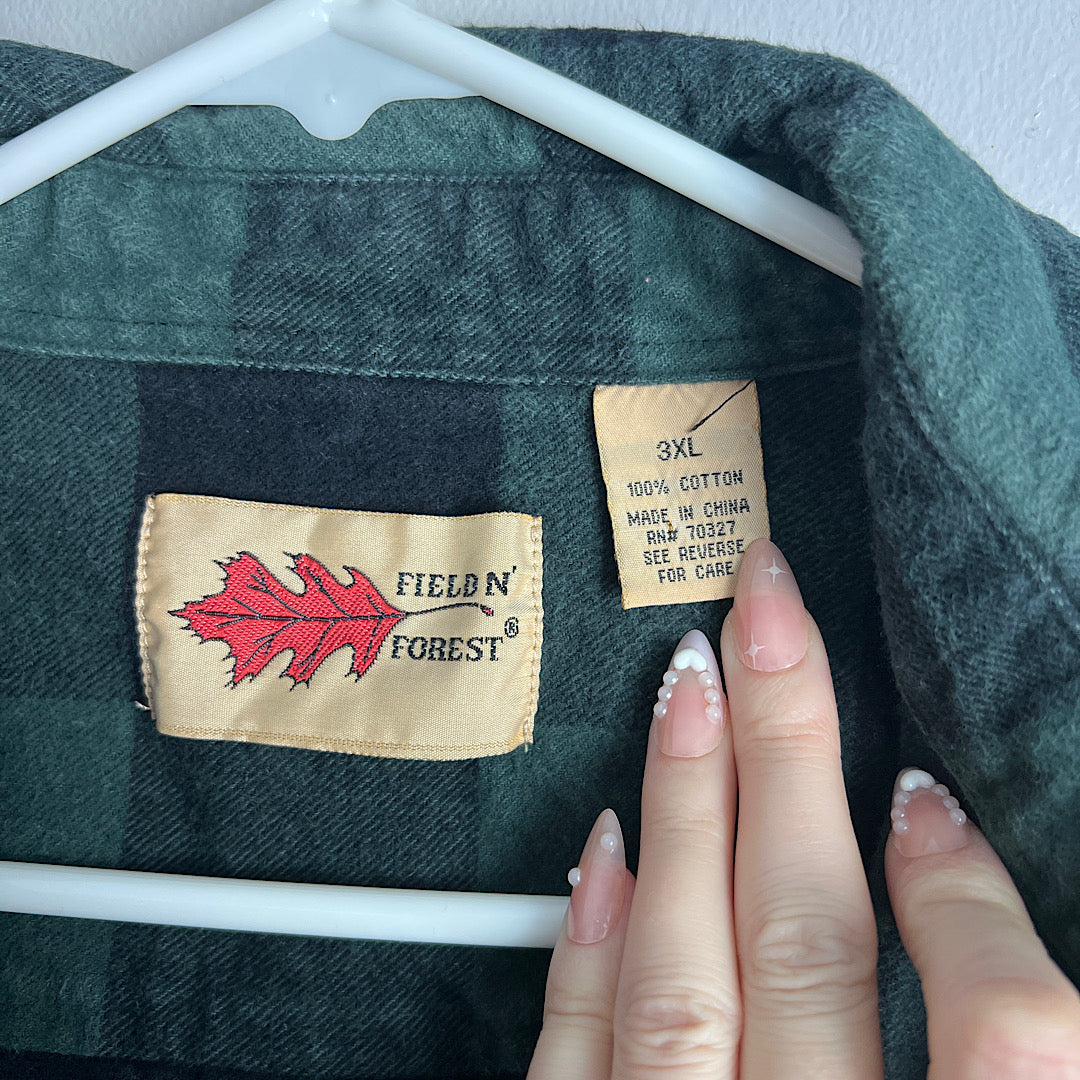 3XL
100% COTTON
MADE IN CHINA
RN# 70327
SEE REVERSE
FOR CARE
FIELD N'
FOREST®